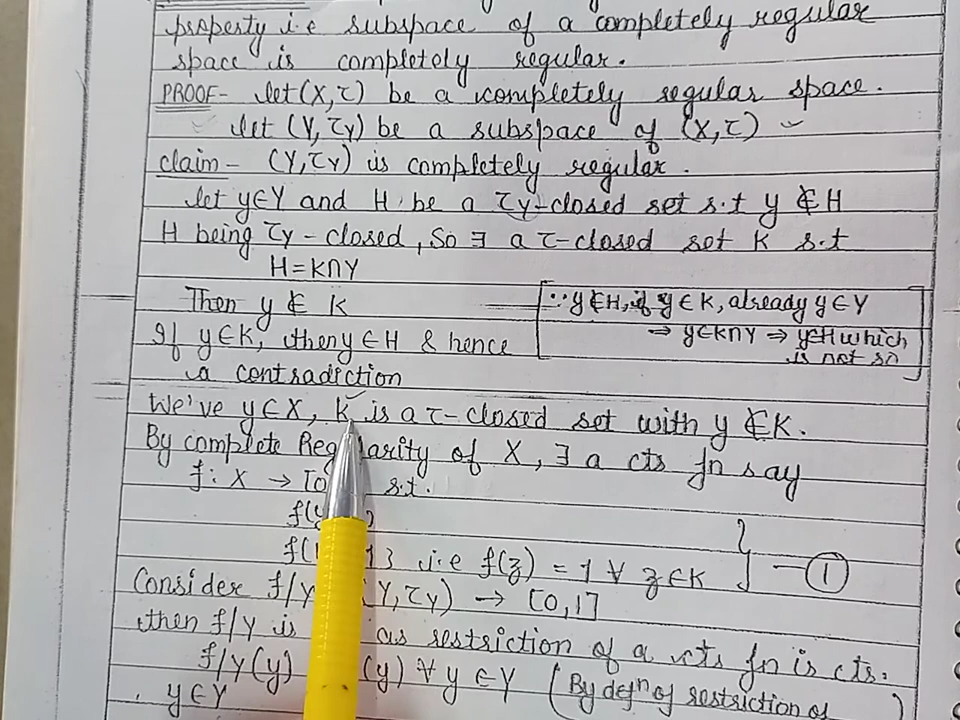 property i.e subspace of a completely regular
space is completely regular.
PROOF- let (X,τ) be a completely regular space.
let (Y,τY) be a subspace of (X,τ)
claim- (Y,τY) is completely regular.
let y∈Y and H be a τY-closed set s.t y∉H
H being τY-closed, So ∃ a τ-closed set K s.t
H=K∩Y
Then y∉K
[∵ y∉H, if y∈K, already y∈Y
→ y∈K∩Y ⇒ y∈H which
is not so]
If y∈K, then y∈H & hence
a contradiction
We've y∈X, K is a τ-closed set with y∉K.
By complete Regularity of X, ∃ a cts fn say
f: X → [0 s.t.
f(y
f( 1} i.e f(z) = 1 ∀ z∈K } —①
Consider f/Y (Y,τY) → [0,1]
then f/Y is as restriction of a cts fn is cts.
f/Y(y) (y) ∀ y∈Y (By defn of restriction of
y∈Y